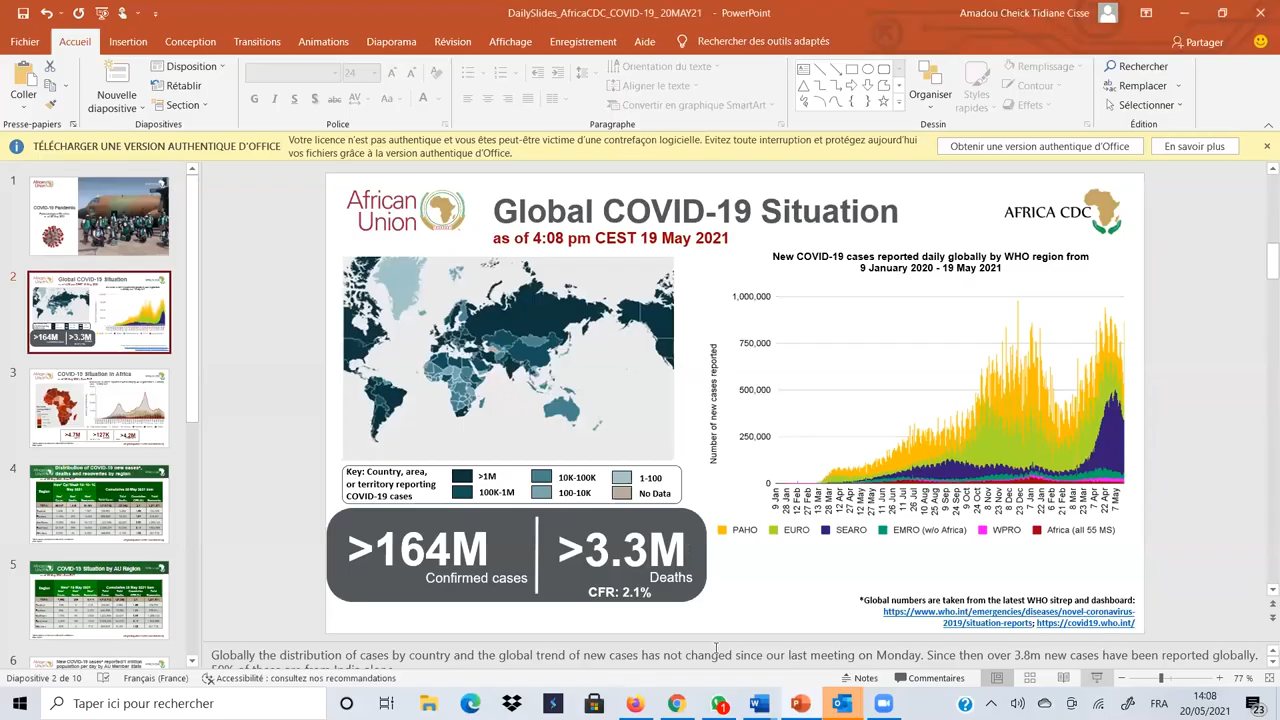 DailySlides_AfricaCDC_20MAY21
PowerPoint
Fichier
Accueil
Insertion
Conception
Transitions
Animations
Diaporama
Révision
Affichage
Enregistrement
Aide
Rechercher des outils adaptés
Partager
Coller
Nouvelle
diapositive
Disposition
Rétablir
Section
24
G I S abc AV
Aa A
Orientation du texte
Aligner le texte
Convertir en graphique SmartArt
Organiser
Styles
rapides
Remplissage
Contour
Effets
Rechercher
Remplacer
Sélectionner
Presse-papiers
Diapositives
Police
Paragraphe
Dessin
Édition
TÉLÉCHARGER UNE VERSION AUTHENTIQUE D'OFFICE
Votre licence n'est pas authentique et vous êtes peut-être victime d'une contrefaçon logicielle. Evitez toute interruption et protégez aujourd'hui
vos fichiers grâce à la version authentique d'Office.
Obtenir une version authentique d'Office
En savoir plus
1
2
3
4
5
6
African
Union
Global COVID-19 Situation
as of 4:08 pm CEST 19 May 2021
AFRICA CDC
New COVID-19 cases reported daily globally by WHO region from
9 January 2020 - 19 May 2021
Number of new cases reported
1,000,000
750,000
500,000
250,000
0
Key: Country, area,
or territory reporting
COVID-19 cases
>1M
100K-1M
10K-100K
100-10K
1-100
No Data
>164M
Confirmed cases
>3.3M
Deaths
CFR: 2.1%
PAHO
EURO
SEARO
EMRO (w/o Africa)
WPRO
Africa (all 55 MS)
*Global numbers are taken from the latest WHO sitrep and dashboard:
https://www.who.int/emergencies/diseases/novel-coronavirus-
2019/situation-reports; https://covid19.who.int/
Globally the distribution of cases by country and the global trend of new cases has not changed since our last meeting on Monday. Since then over 3.8m new cases have been reported globally.
Diapositive 2 de 10
Français (France)
Accessibilité : consultez nos recommandations
Notes
Commentaires
77 %
Taper ici pour rechercher
1
FRA
14:08
20/05/2021
23